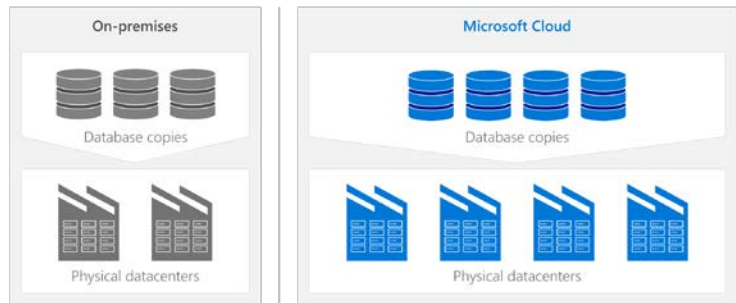 On-premises
Database copies
Physical datacenters
Microsoft Cloud
Database copies
Physical datacenters